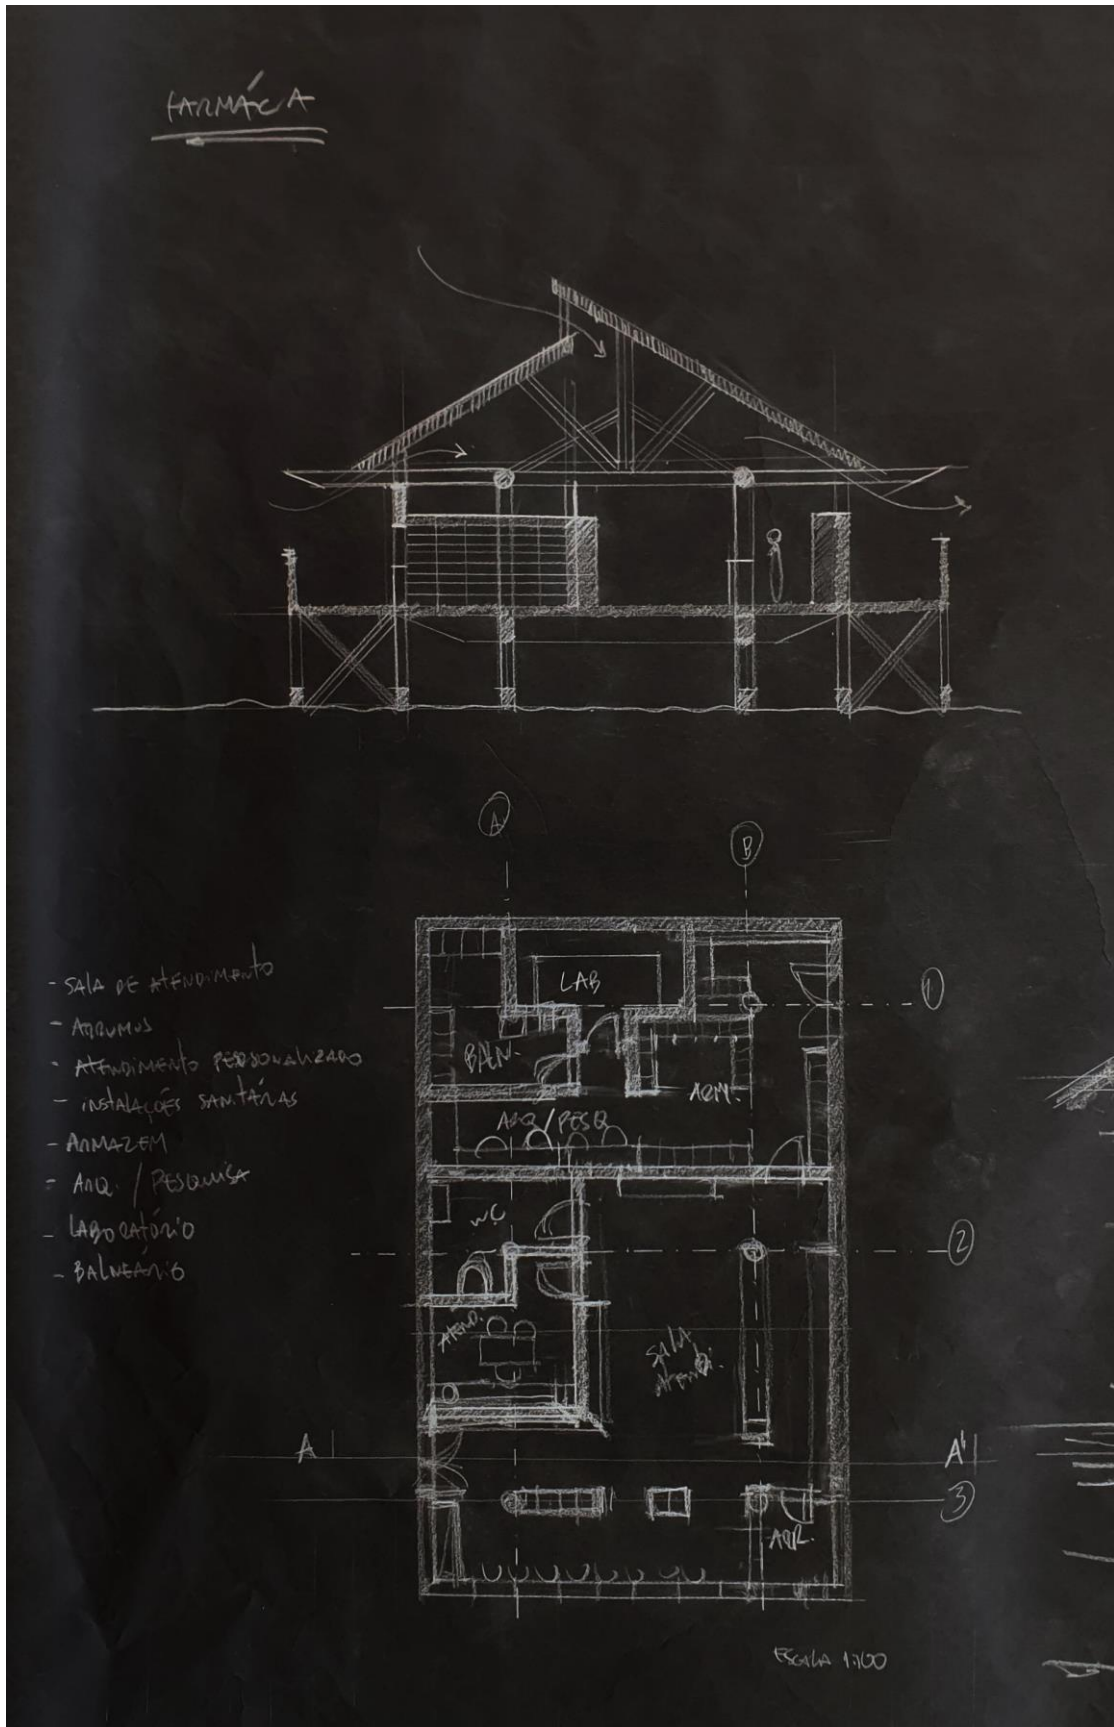 FARMÁCIA
A
B
- SALA DE ATENDIMENTO
- ARRUMOS
- ATENDIMENTO PERSONALIZADO
- INSTALAÇÕES SANITÁRIAS
- ARMAZEM
- ARQ. / PESQUISA
- LABORATÓRIO
- BALNEÁRIO
LAB
1
BALN.
ARM.
ARQ/PESQ
WC
2
ATEND.
SALA
ATENDI.
A
A'
3
ARR.
ESCALA 1:100